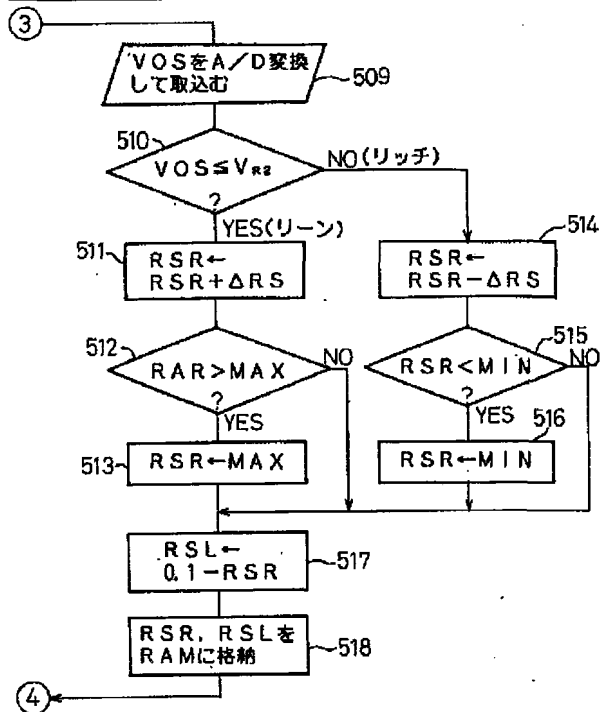 3
VOSをA/D変換
して取込む
509
510
VOS≦VR2
?
NO(リッチ)
YES(リーン)
511
RSR←
RSR+ΔRS
514
RSR←
RSR-ΔRS
512
RAR>MAX
?
NO
YES
515
RSR<MIN
?
NO
YES
513
RSR←MAX
516
RSR←MIN
RSL←
0.1-RSR
517
RSR, RSLを
RAMに格納
518
4